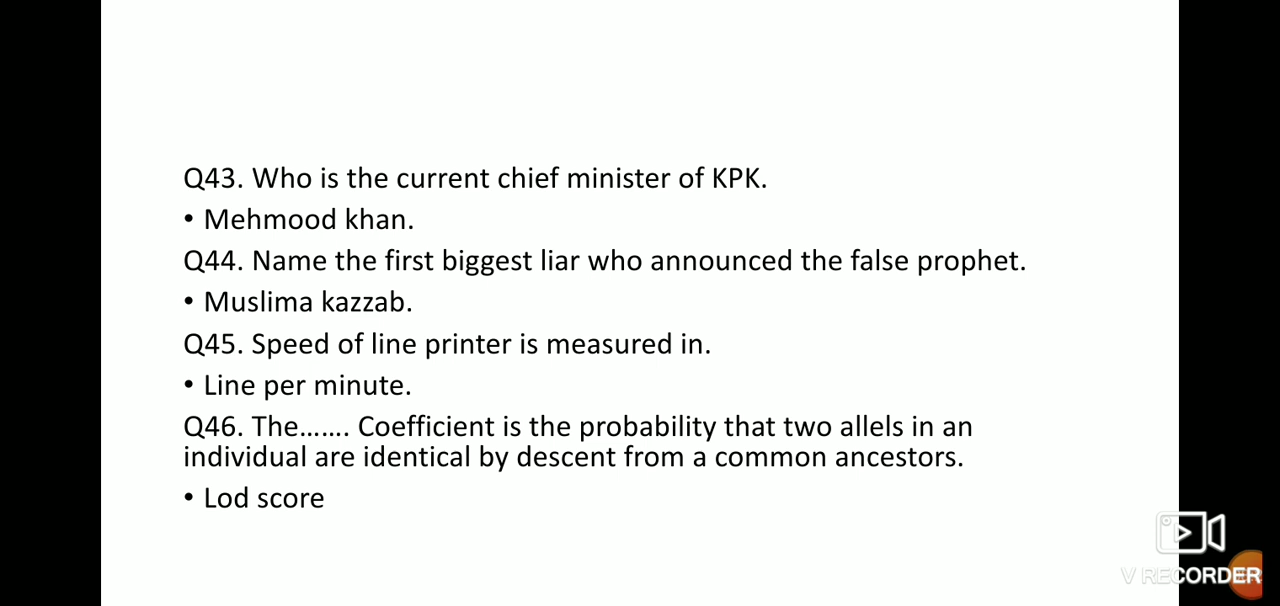 Q43. Who is the current chief minister of KPK.
• Mehmood khan.
Q44. Name the first biggest liar who announced the false prophet.
• Muslima kazzab.
Q45. Speed of line printer is measured in.
• Line per minute.
Q46. The....... Coefficient is the probability that two allels in an
individual are identical by descent from a common ancestors.
• Lod score
V RECORDER